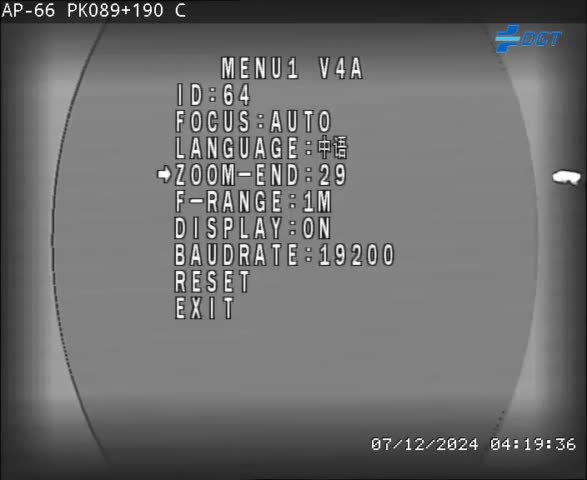 AP-66 PK089+190 C
DGT
MENU1 V4A
ID:64
FOCUS:AUTO
LANGUAGE:中语
ZOOM-END:29
F-RANGE:1M
DISPLAY:ON
BAUDRATE:19200
RESET
EXIT
07/12/2024 04:19:36